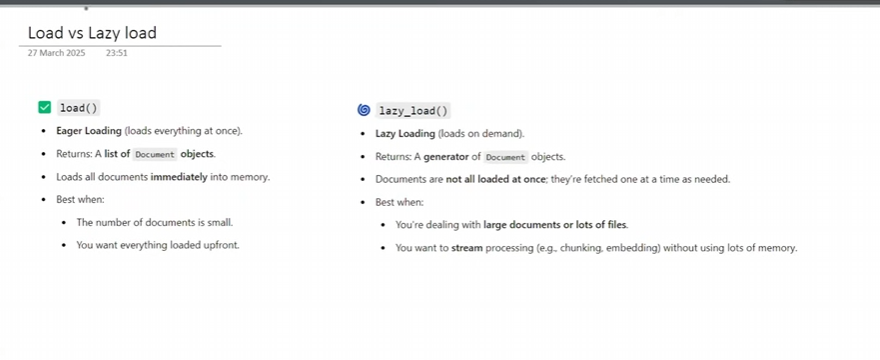 Load vs Lazy load
27 March 2025 23:51
load()
Eager Loading (loads everything at once).
Returns: A list of Document objects.
Loads all documents immediately into memory.
Best when:
The number of documents is small.
You want everything loaded upfront.
lazy_load()
Lazy Loading (loads on demand).
Returns: A generator of Document objects.
Documents are not all loaded at once; they're fetched one at a time as needed.
Best when:
You're dealing with large documents or lots of files.
You want to stream processing (e.g., chunking, embedding) without using lots of memory.